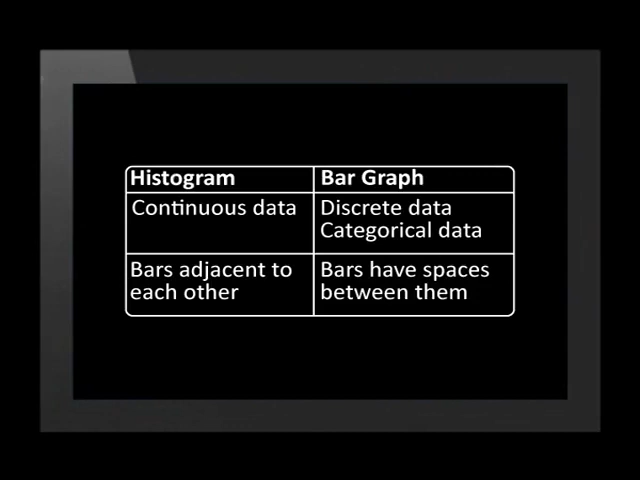 Histogram
Bar Graph
Continuous data
Discrete data
Categorical data
Bars adjacent to
each other
Bars have spaces
between them